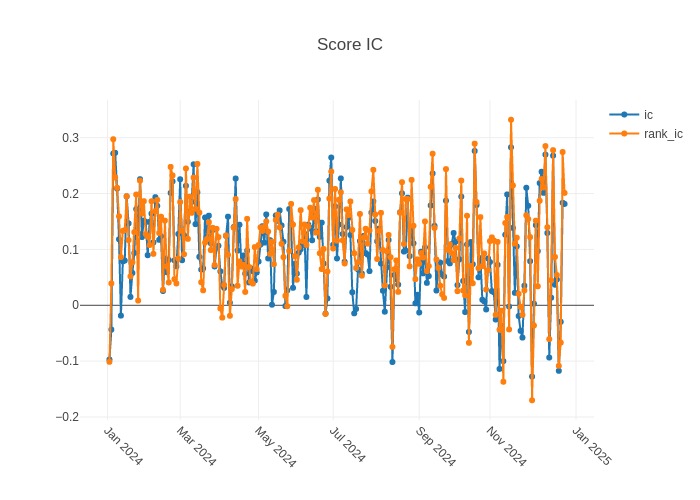 Score IC
ic
rank_ic
0.3
0.2
0.1
0
−0.1
−0.2
Jan 2024
Mar 2024
May 2024
Jul 2024
Sep 2024
Nov 2024
Jan 2025